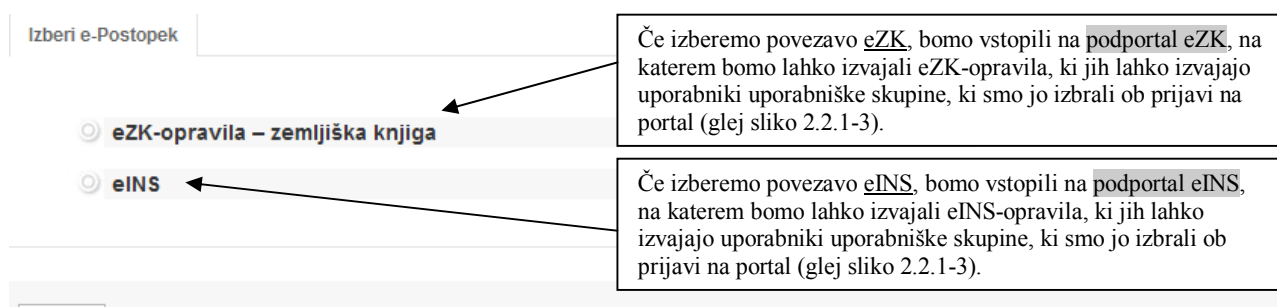 Izberi e-Postopek
Če izberemo povezavo eZK, bomo vstopili na podportal eZK, na
katerem bomo lahko izvajali eZK-opravila, ki jih lahko izvajajo
uporabniki uporabniške skupine, ki smo jo izbrali ob prijavi na
portal (glej sliko 2.2.1-3).
eZK-opravila – zemljiška knjiga
eINS
Če izberemo povezavo eINS, bomo vstopili na podportal eINS,
na katerem bomo lahko izvajali eINS-opravila, ki jih lahko
izvajajo uporabniki uporabniške skupine, ki smo jo izbrali ob
prijavi na portal (glej sliko 2.2.1-3).